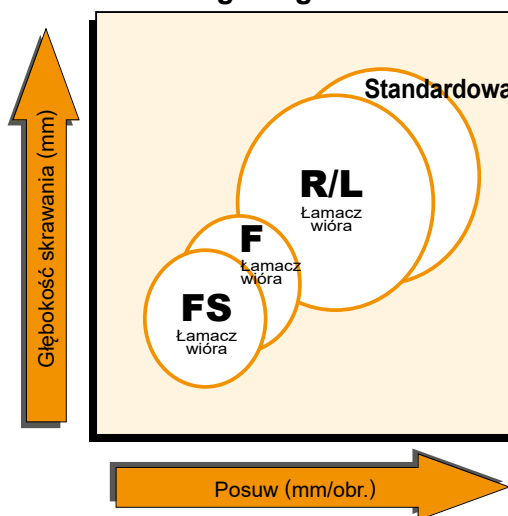 Standardowa
R/L
Łamacz
wióra
F
Łamacz
wióra
FS
Łamacz
wióra
Głębokość skrawania (mm)
Posuw (mm/obr.)